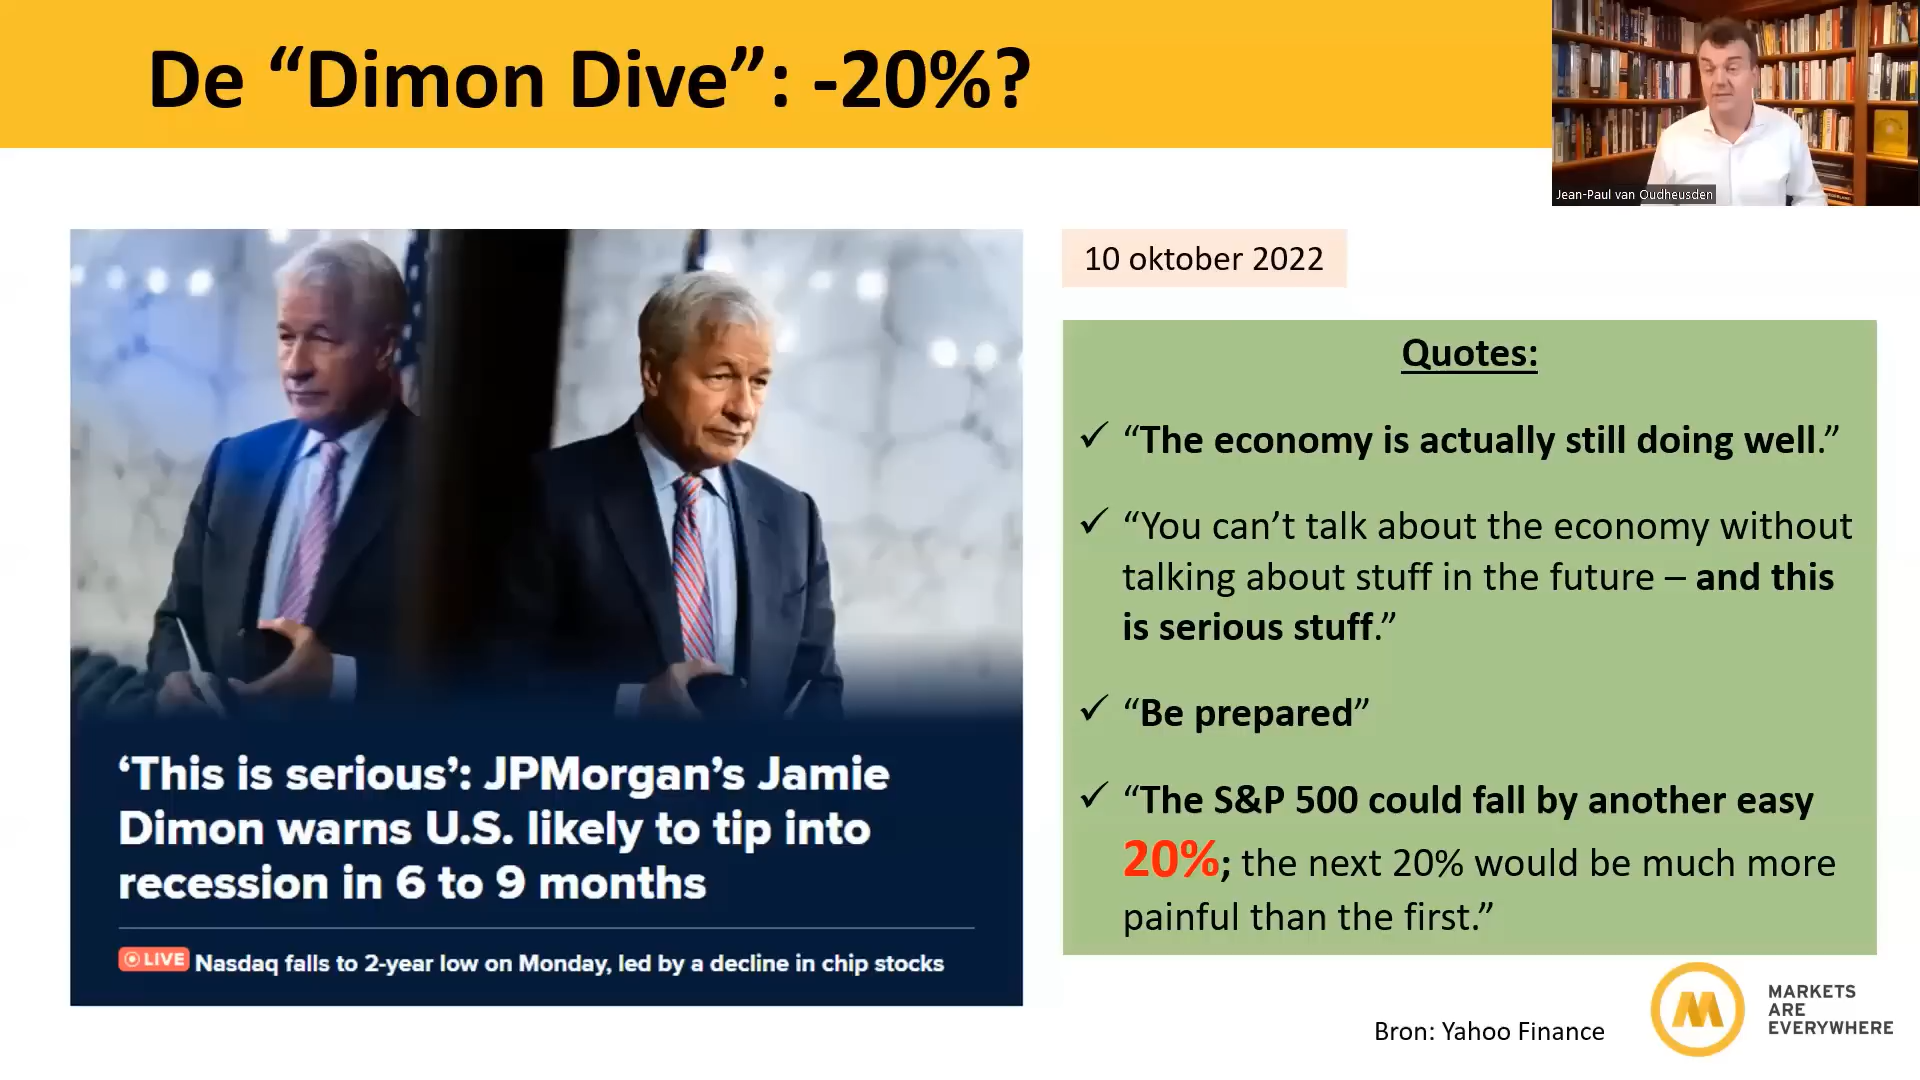 De “Dimon Dive”: -20%?
Jean-Paul van Oudheusden
10 oktober 2022
‘This is serious’: JPMorgan’s Jamie
Dimon warns U.S. likely to tip into
recession in 6 to 9 months
LIVE Nasdaq falls to 2-year low on Monday, led by a decline in chip stocks
Quotes:
✓ “The economy is actually still doing well.”
✓ “You can’t talk about the economy without
talking about stuff in the future – and this
is serious stuff.”
✓ “Be prepared”
✓ “The S&P 500 could fall by another easy
20%; the next 20% would be much more
painful than the first.”
Bron: Yahoo Finance
MARKETS
ARE
EVERYWHERE